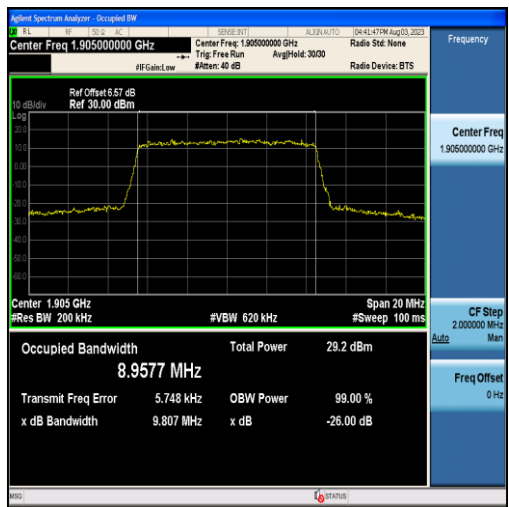 Agilent Spectrum Analyzer - Occupied BW
RL RF 50 Ω AC SENSE:INT ALIGN AUTO 04:41:47 PM Aug 03, 2023
Center Freq 1.905000000 GHz
Center Freq: 1.905000000 GHz
Radio Std: None
Trig: Free Run Avg|Hold: 30/30
#IFGain:Low
#Atten: 40 dB
Radio Device: BTS
Frequency
Ref Offset 6.57 dB
10 dB/div Ref 30.00 dBm
Log
20.0
10.0
0.00
-10.0
-20.0
-30.0
-40.0
-50.0
-60.0
Center Freq
1.905000000 GHz
Center 1.905 GHz Span 20 MHz
#Res BW 200 kHz #VBW 620 kHz #Sweep 100 ms
CF Step
2.000000 MHz
Auto Man
Occupied Bandwidth Total Power 29.2 dBm
8.9577 MHz
Transmit Freq Error 5.748 kHz OBW Power 99.00 %
x dB Bandwidth 9.807 MHz x dB -26.00 dB
Freq Offset
0 Hz
MSG STATUS